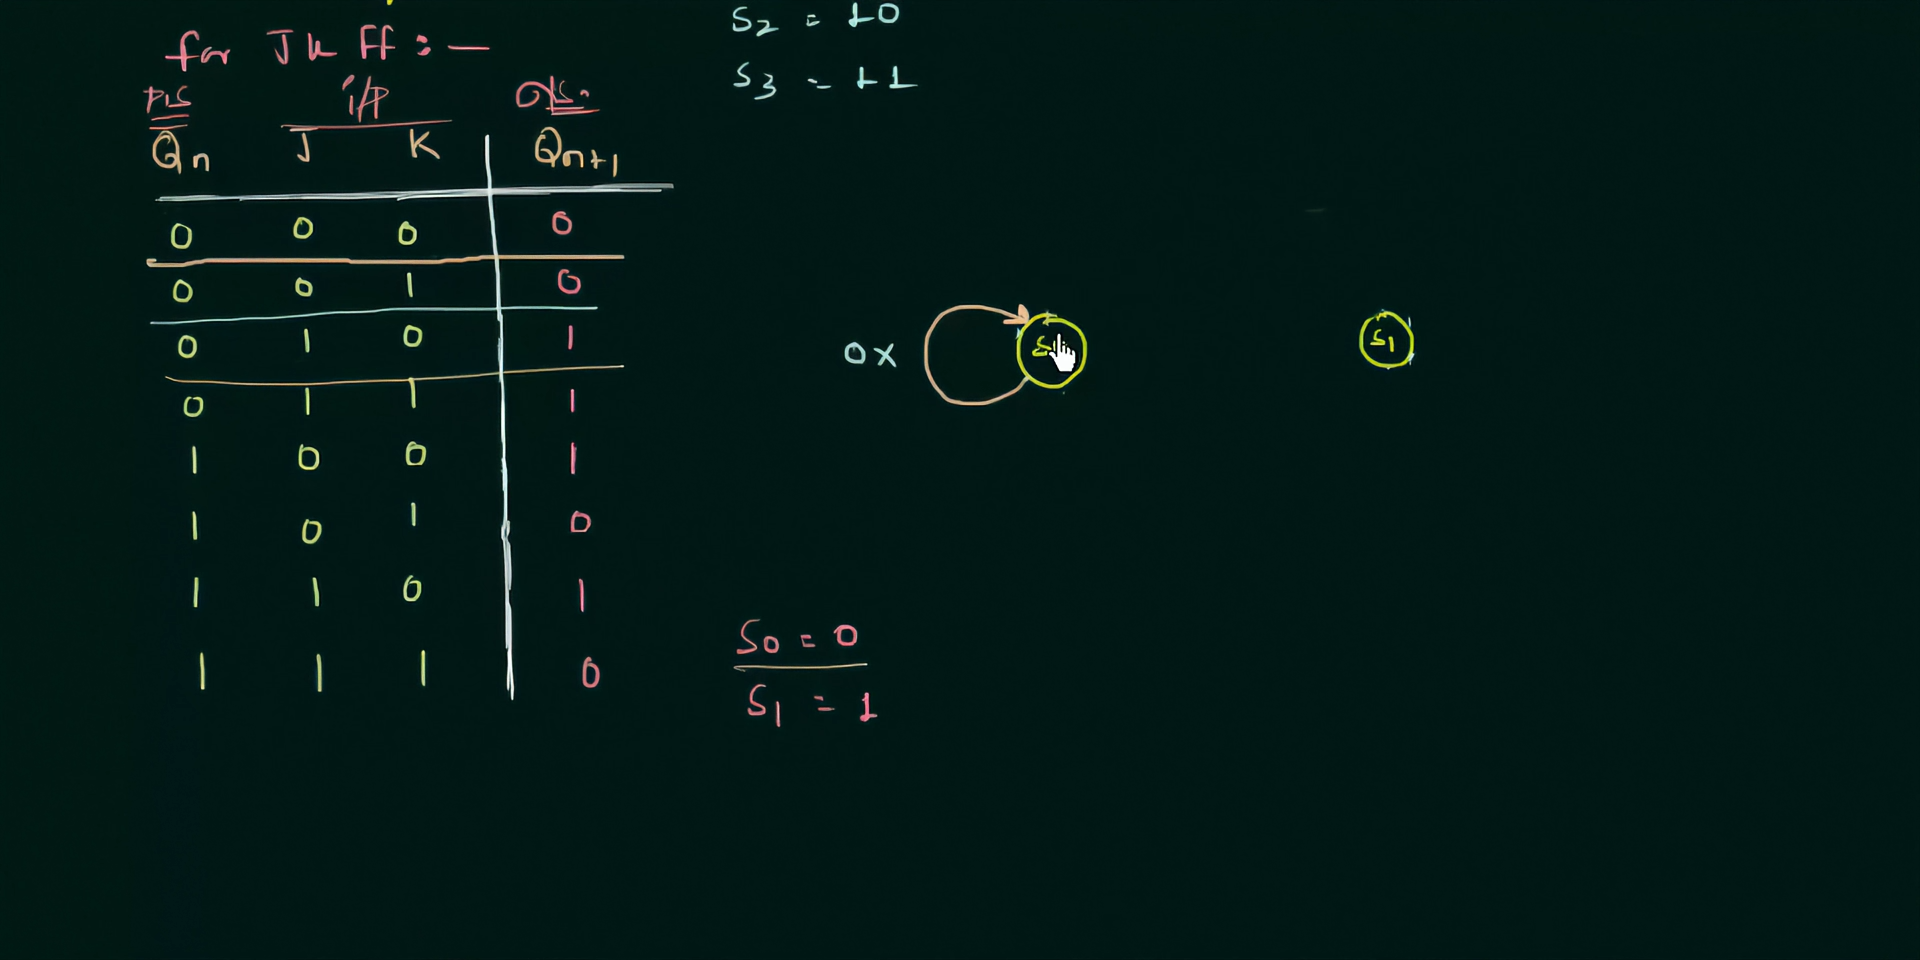 for JK FF : —
P.S i/P
Qn J K Qn+1
0 0 0 0
0 0 1 0
0 1 0 1
0 1 1 1
1 0 0 1
1 0 1 0
1 1 0 1
1 1 1 0
S2 = 10
S3 = 11
0X
S1
S0 = 0
S1 = 1